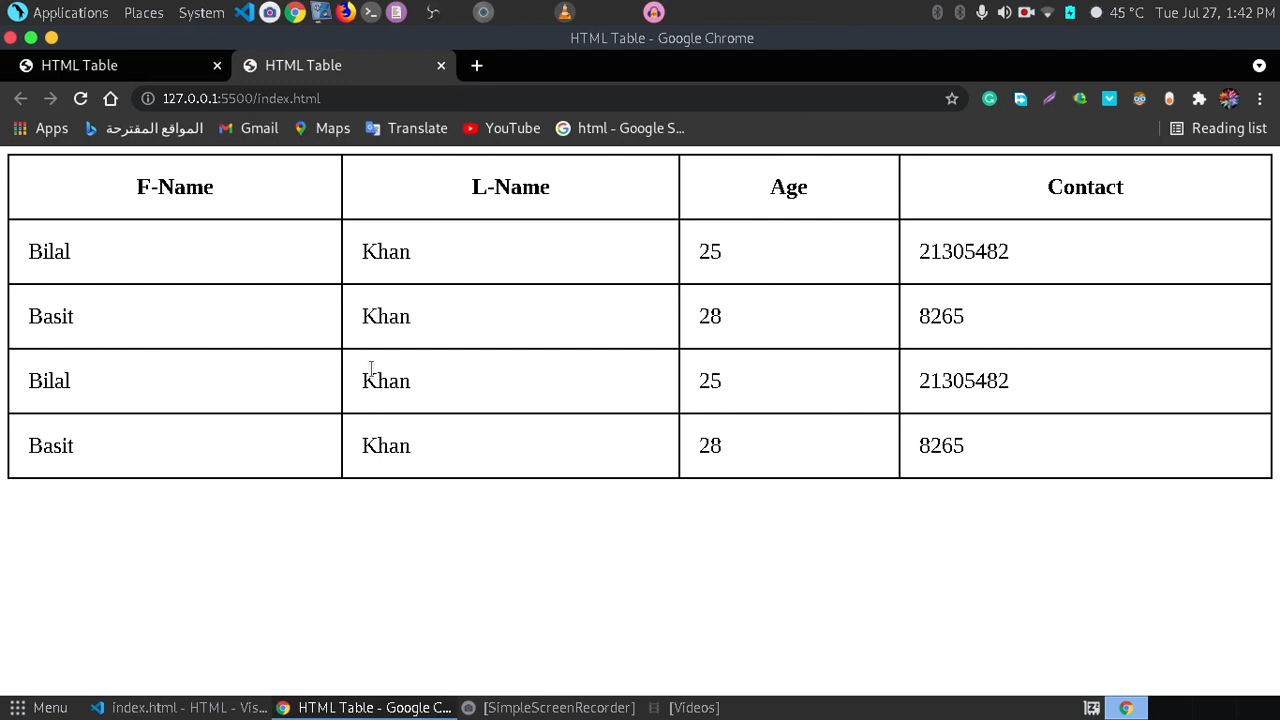 Applications Places System 45 °C Tue Jul 27, 1:42 PM
HTML Table - Google Chrome
HTML Table HTML Table
127.0.0.1:5500/index.html
Apps المواقع المقترحة Gmail Maps Translate YouTube html - Google S... Reading list
F-Name L-Name Age Contact
Bilal Khan 25 21305482
Basit Khan 28 8265
Bilal Khan 25 21305482
Basit Khan 28 8265
Menu index.html - HTML - Vis... HTML Table - Google C... [SimpleScreenRecorder] [Videos]